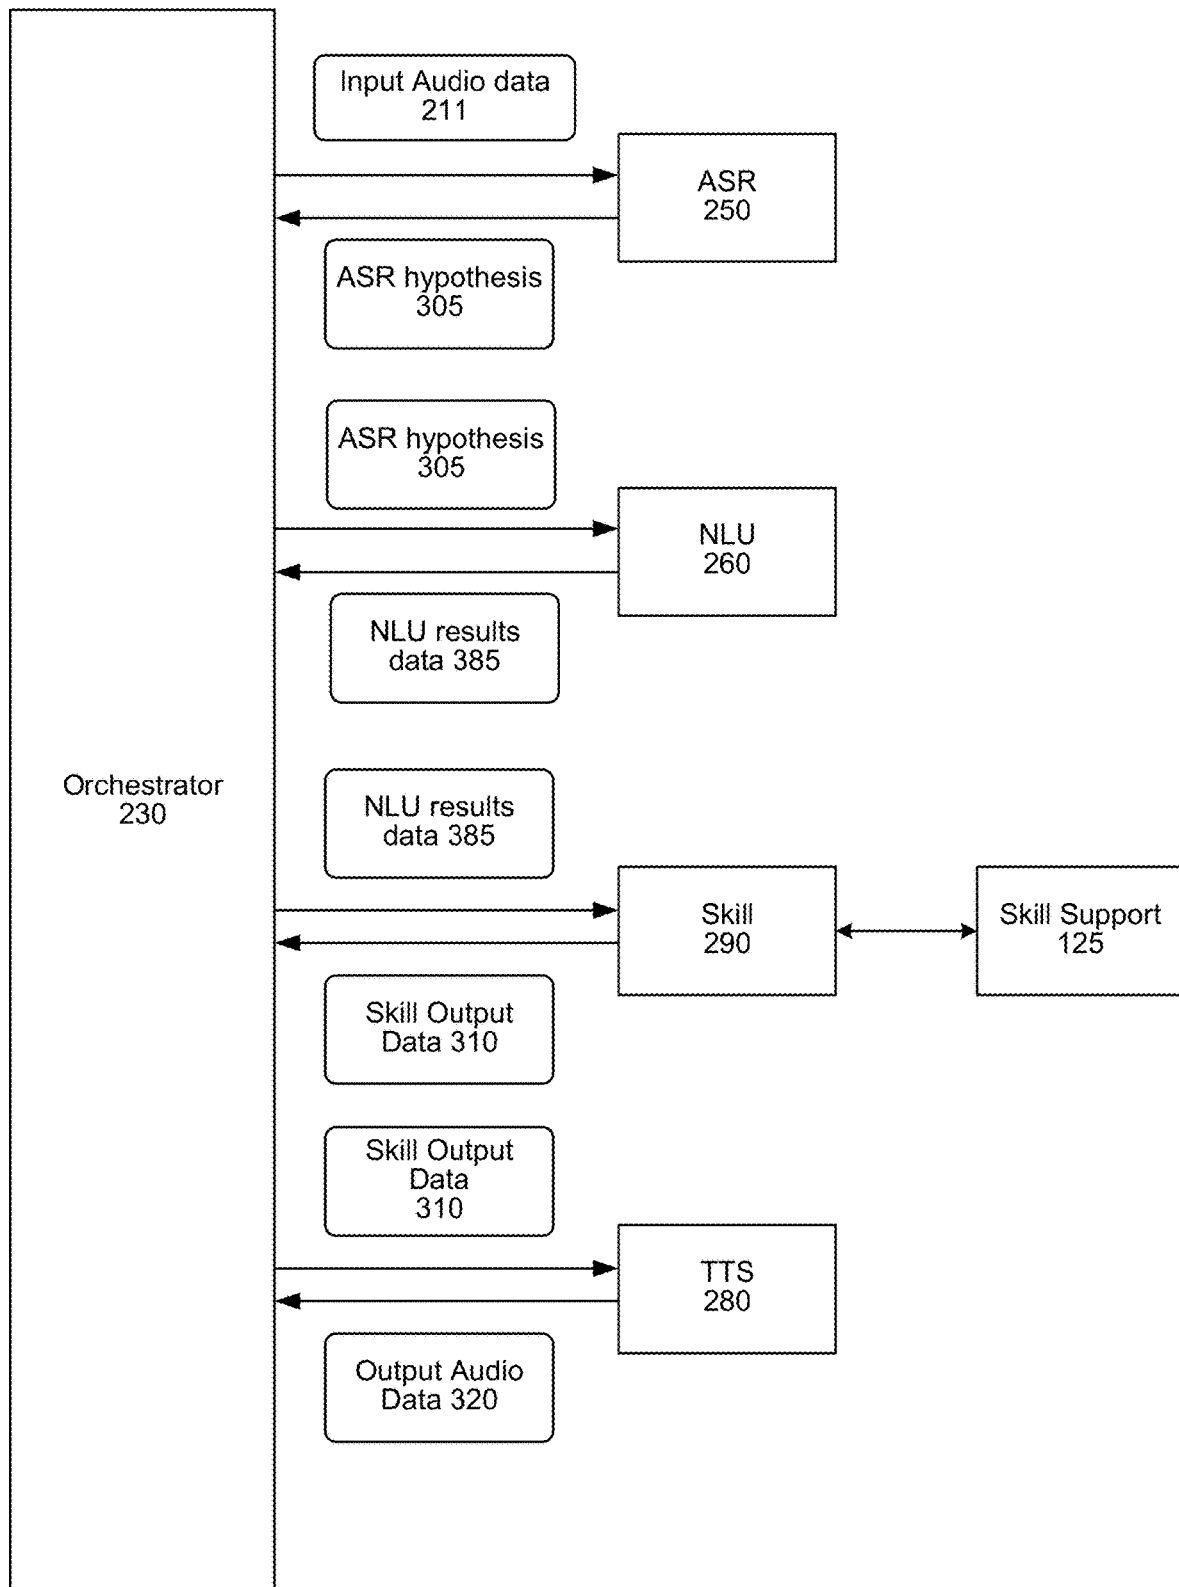 Input Audio data
211
ASR
250
ASR hypothesis
305
ASR hypothesis
305
NLU
260
NLU results
data 385
Orchestrator
230
NLU results
data 385
Skill
290
Skill Support
125
Skill Output
Data 310
Skill Output
Data
310
TTS
280
Output Audio
Data 320